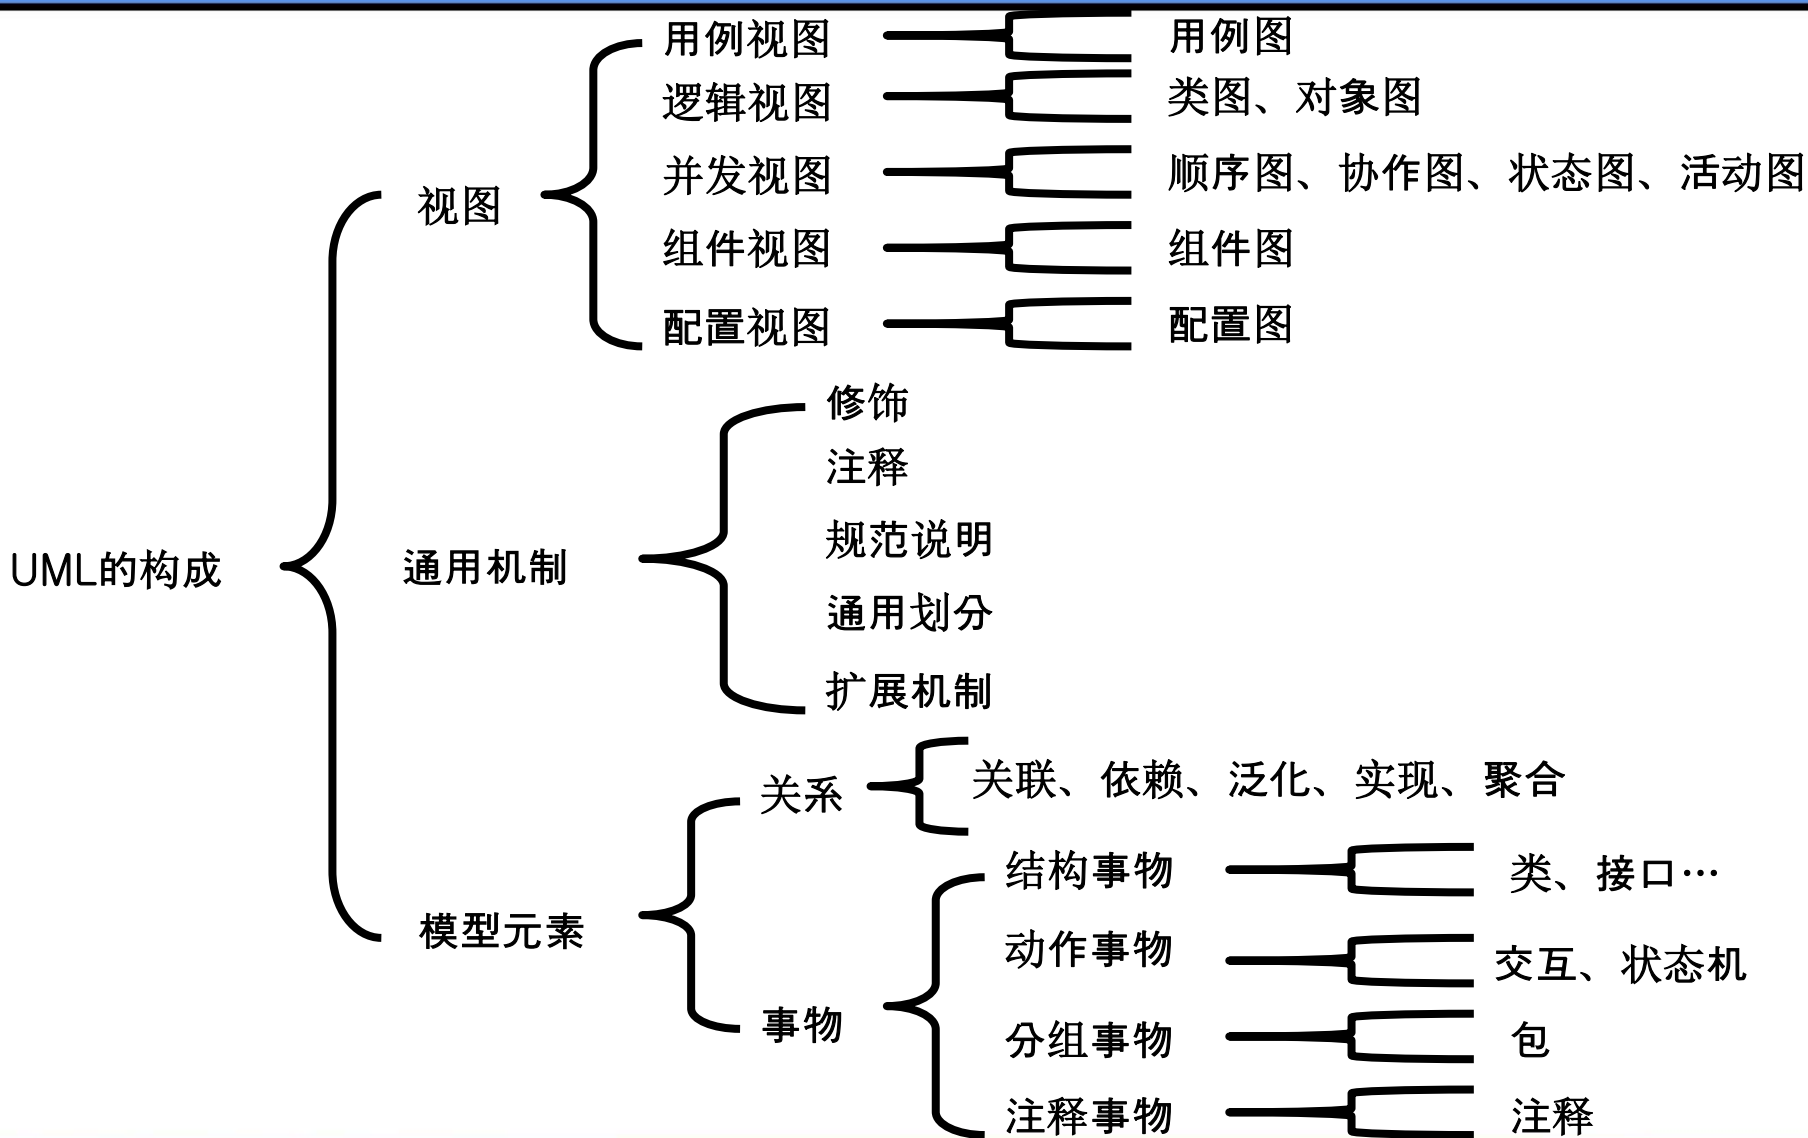 用例视图 用例图
逻辑视图 类图、对象图
并发视图 顺序图、协作图、状态图、活动图
视图
组件视图 组件图
配置视图 配置图
修饰
注释
规范说明
UML的构成 通用机制
通用划分
扩展机制
关系 关联、依赖、泛化、实现、聚合
结构事物 类、接口…
模型元素
动作事物 交互、状态机
事物
分组事物 包
注释事物 注释